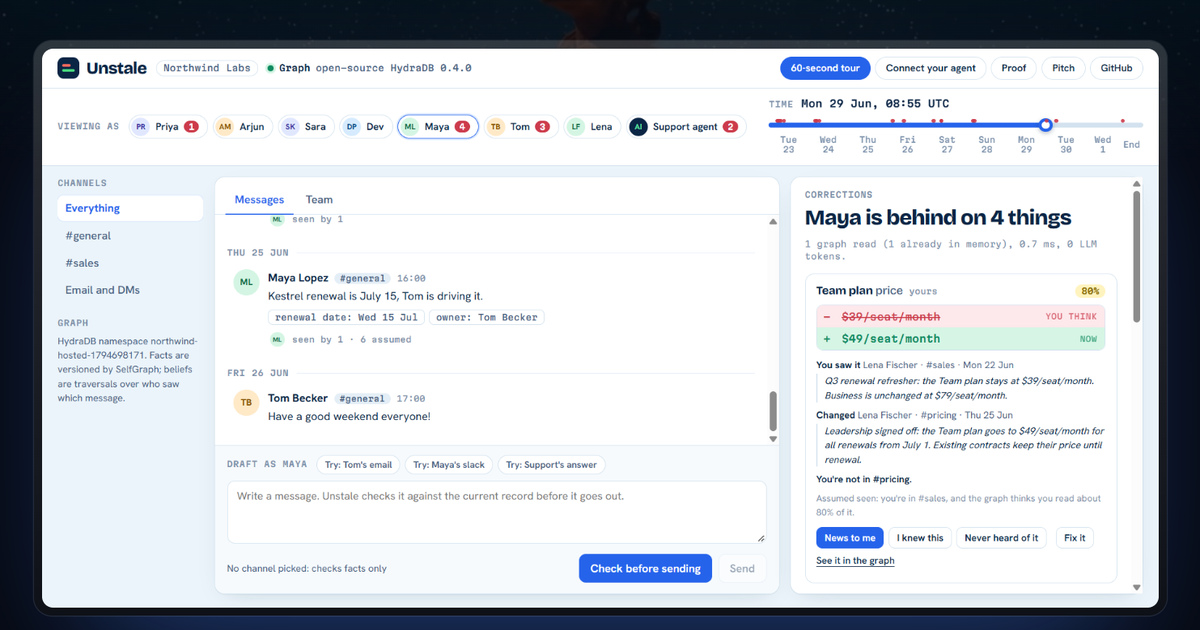 Unstale
Northwind Labs
Graph open-source HydraDB 0.4.0
60-second tour
Connect your agent
Proof
Pitch
GitHub
VIEWING AS
PR Priya 1
AM Arjun
SK Sara
DP Dev
ML Maya 4
TB Tom 3
LF Lena
AI Support agent 2
TIME Mon 29 Jun, 08:55 UTC
Tue 23
Wed 24
Thu 25
Fri 26
Sat 27
Sun 28
Mon 29
Tue 30
Wed 1
End
CHANNELS
Everything
#general
#sales
Email and DMs
GRAPH
HydraDB namespace northwind-
hosted-1794698171. Facts are
versioned by SelfGraph; beliefs
are traversals over who saw
which message.
Messages
Team
ML seen by 1
THU 25 JUN
ML Maya Lopez #general 16:00
Kestrel renewal is July 15, Tom is driving it.
renewal date: Wed 15 Jul
owner: Tom Becker
ML seen by 1 · 6 assumed
FRI 26 JUN
TB Tom Becker #general 17:00
Have a good weekend everyone!
DRAFT AS MAYA
Try: Tom's email
Try: Maya's slack
Try: Support's answer
Write a message. Unstale checks it against the current record before it goes out.
No channel picked: checks facts only
Check before sending
Send
CORRECTIONS
Maya is behind on 4 things
1 graph read (1 already in memory), 0.7 ms, 0 LLM
tokens.
Team plan price yours 80%
− $39/seat/month YOU THINK
+ $49/seat/month NOW
You saw it Lena Fischer · #sales · Mon 22 Jun
Q3 renewal refresher: the Team plan stays at $39/seat/month.
Business is unchanged at $79/seat/month.
Changed Lena Fischer · #pricing · Thu 25 Jun
Leadership signed off: the Team plan goes to $49/seat/month for
all renewals from July 1. Existing contracts keep their price until
renewal.
You're not in #pricing.
Assumed seen: you're in #sales, and the graph thinks you read about
80% of it.
News to me
I knew this
Never heard of it
Fix it
See it in the graph